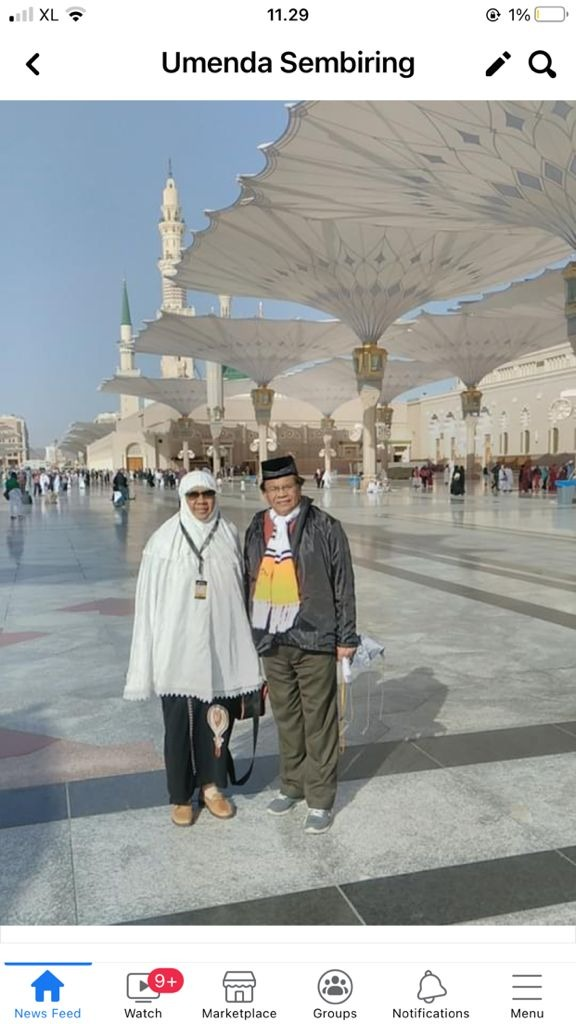 XL 11.29 1%
Umenda Sembiring
9+
News Feed Watch Marketplace Groups Notifications Menu